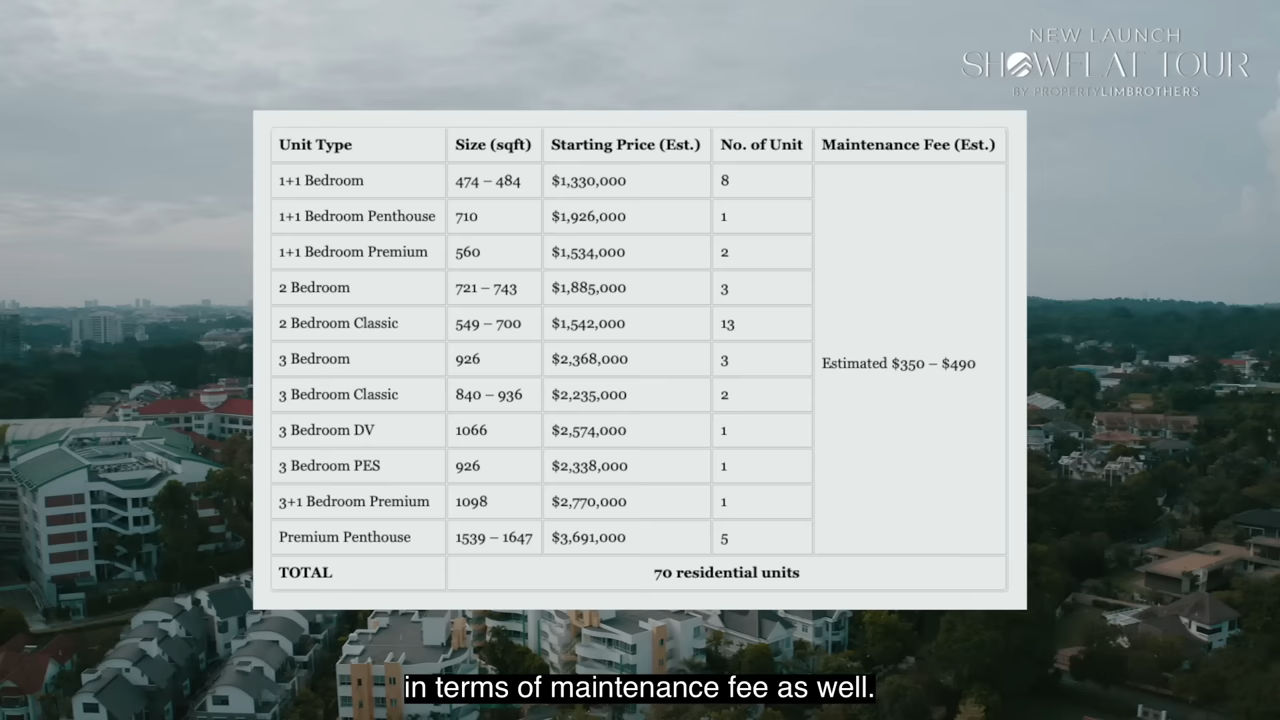 NEW LAUNCH
SHOWFLAT TOUR
BY PROPERTYLIMBROTHERS
Unit Type Size (sqft) Starting Price (Est.) No. of Unit Maintenance Fee (Est.)
1+1 Bedroom 474 – 484 $1,330,000 8
1+1 Bedroom Penthouse 710 $1,926,000 1
1+1 Bedroom Premium 560 $1,534,000 2
2 Bedroom 721 – 743 $1,885,000 3
2 Bedroom Classic 549 – 700 $1,542,000 13
3 Bedroom 926 $2,368,000 3
Estimated $350 – $490
3 Bedroom Classic 840 – 936 $2,235,000 2
3 Bedroom DV 1066 $2,574,000 1
3 Bedroom PES 926 $2,338,000 1
3+1 Bedroom Premium 1098 $2,770,000 1
Premium Penthouse 1539 – 1647 $3,691,000 5
TOTAL 70 residential units
in terms of maintenance fee as well.